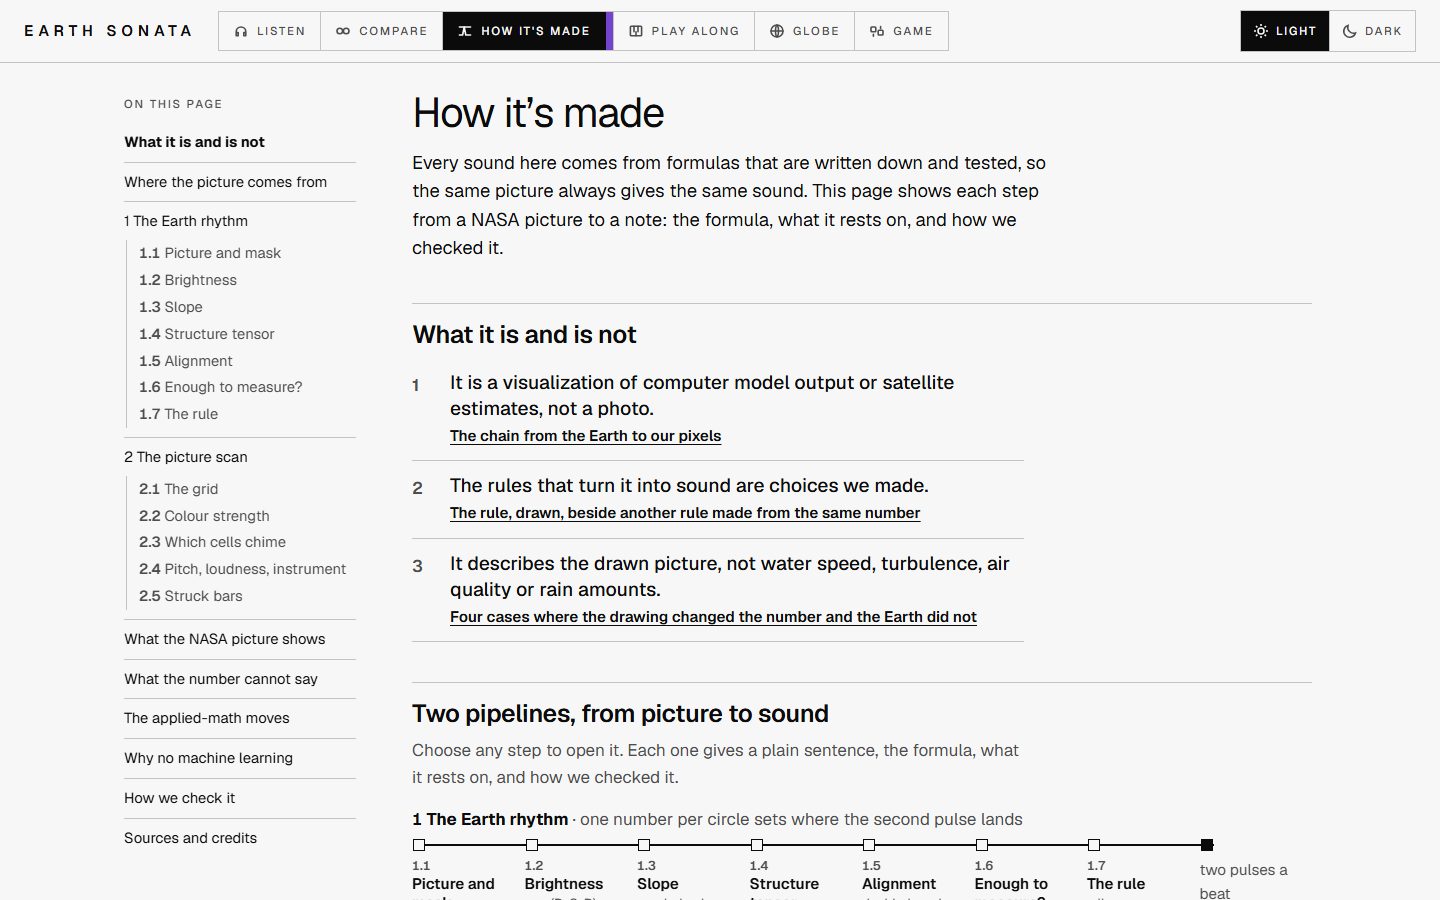 EARTH SONATA
LISTEN
COMPARE
HOW IT'S MADE
PLAY ALONG
GLOBE
GAME
LIGHT
DARK
ON THIS PAGE
What it is and is not
Where the picture comes from
1 The Earth rhythm
1.1 Picture and mask
1.2 Brightness
1.3 Slope
1.4 Structure tensor
1.5 Alignment
1.6 Enough to measure?
1.7 The rule
2 The picture scan
2.1 The grid
2.2 Colour strength
2.3 Which cells chime
2.4 Pitch, loudness, instrument
2.5 Struck bars
What the NASA picture shows
What the number cannot say
The applied-math moves
Why no machine learning
How we check it
Sources and credits
How it’s made
Every sound here comes from formulas that are written down and tested, so
the same picture always gives the same sound. This page shows each step
from a NASA picture to a note: the formula, what it rests on, and how we
checked it.
What it is and is not
1 It is a visualization of computer model output or satellite
estimates, not a photo.
The chain from the Earth to our pixels
2 The rules that turn it into sound are choices we made.
The rule, drawn, beside another rule made from the same number
3 It describes the drawn picture, not water speed, turbulence, air
quality or rain amounts.
Four cases where the drawing changed the number and the Earth did not
Two pipelines, from picture to sound
Choose any step to open it. Each one gives a plain sentence, the formula, what
it rests on, and how we checked it.
1 The Earth rhythm · one number per circle sets where the second pulse lands
1.1
Picture and
1.2
Brightness
1.3
Slope
1.4
Structure
1.5
Alignment
1.6
Enough to
1.7
The rule
two pulses a
beat